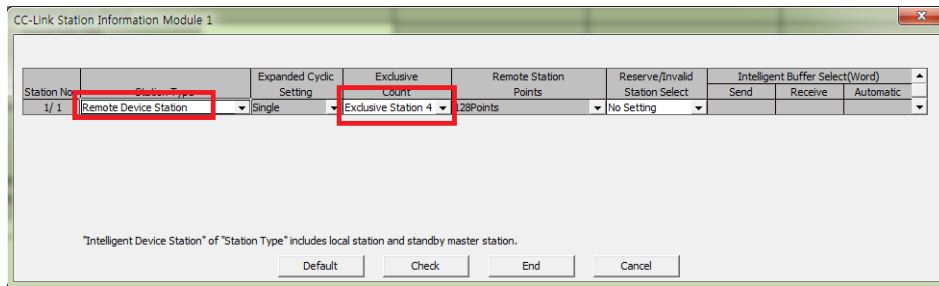 CC-Link Station Information Module 1
Expanded Cyclic Exclusive Remote Station Reserve/Invalid Intelligent Buffer Select(Word)
Station No. Station Type Setting Count Points Station Select Send Receive Automatic
1/ 1 Remote Device Station Single Exclusive Station 4 128Points No Setting
"Intelligent Device Station" of "Station Type" includes local station and standby master station.
Default Check End Cancel